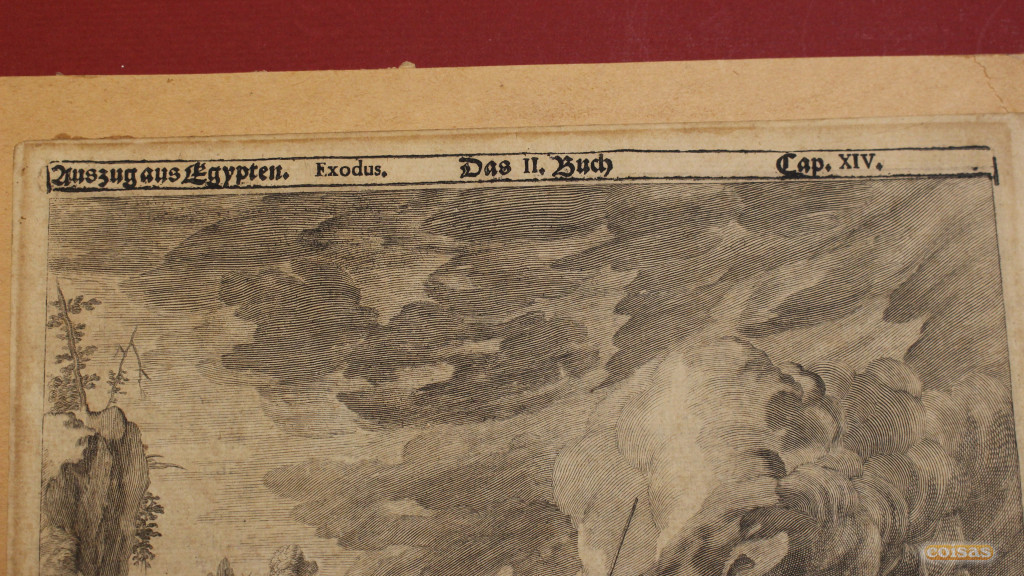 Auszug aus Egypten. Exodus. Das II. Buch Cap. XIV.
coisas